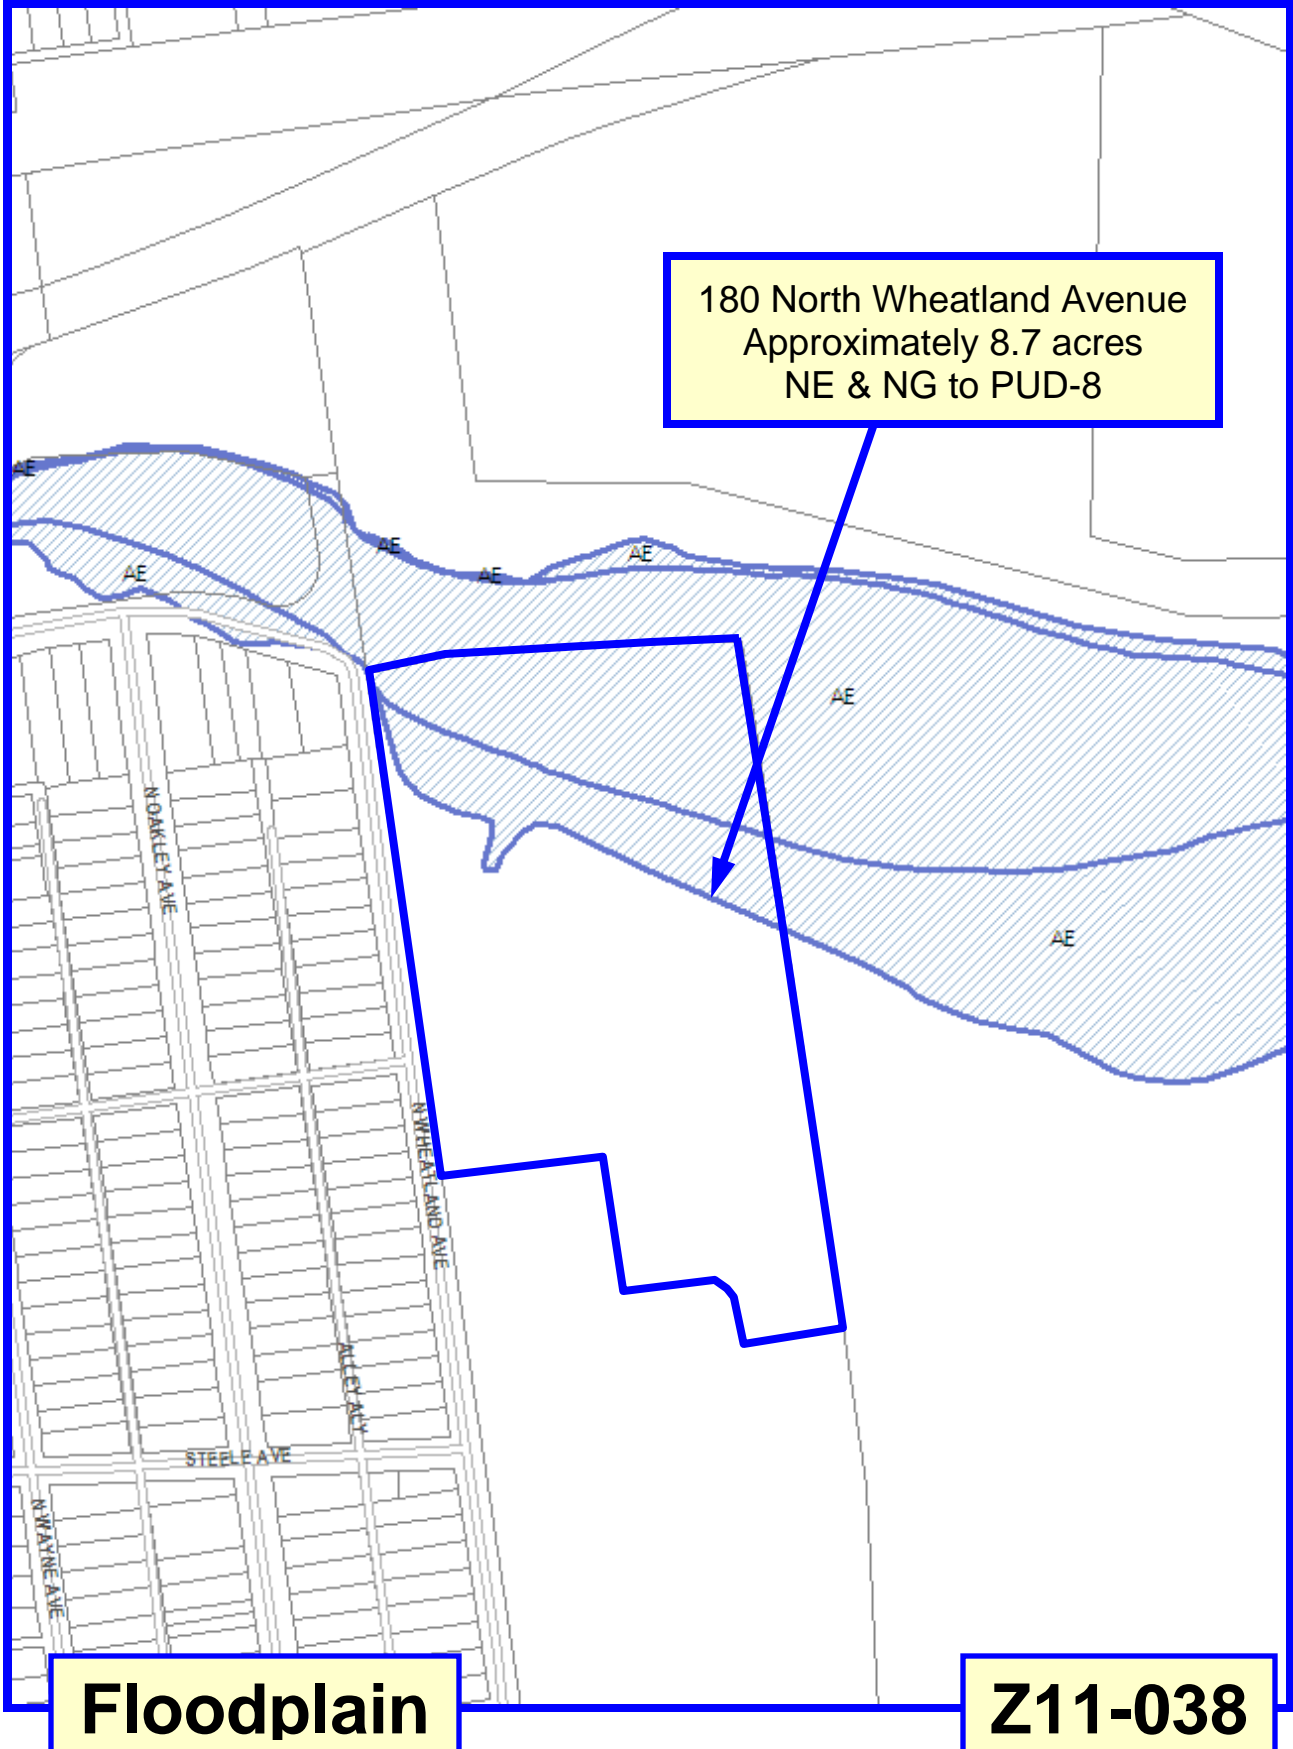 180 North Wheatland Avenue
Approximately 8.7 acres
NE & NG to PUD-8
AE
AE
AE
AE
AE
AE
AE
N OAKLEY AVE
N WHEATLAND AVE
ALLEY ALY
STEELE AVE
N WAYNE AVE
Floodplain
Z11-038